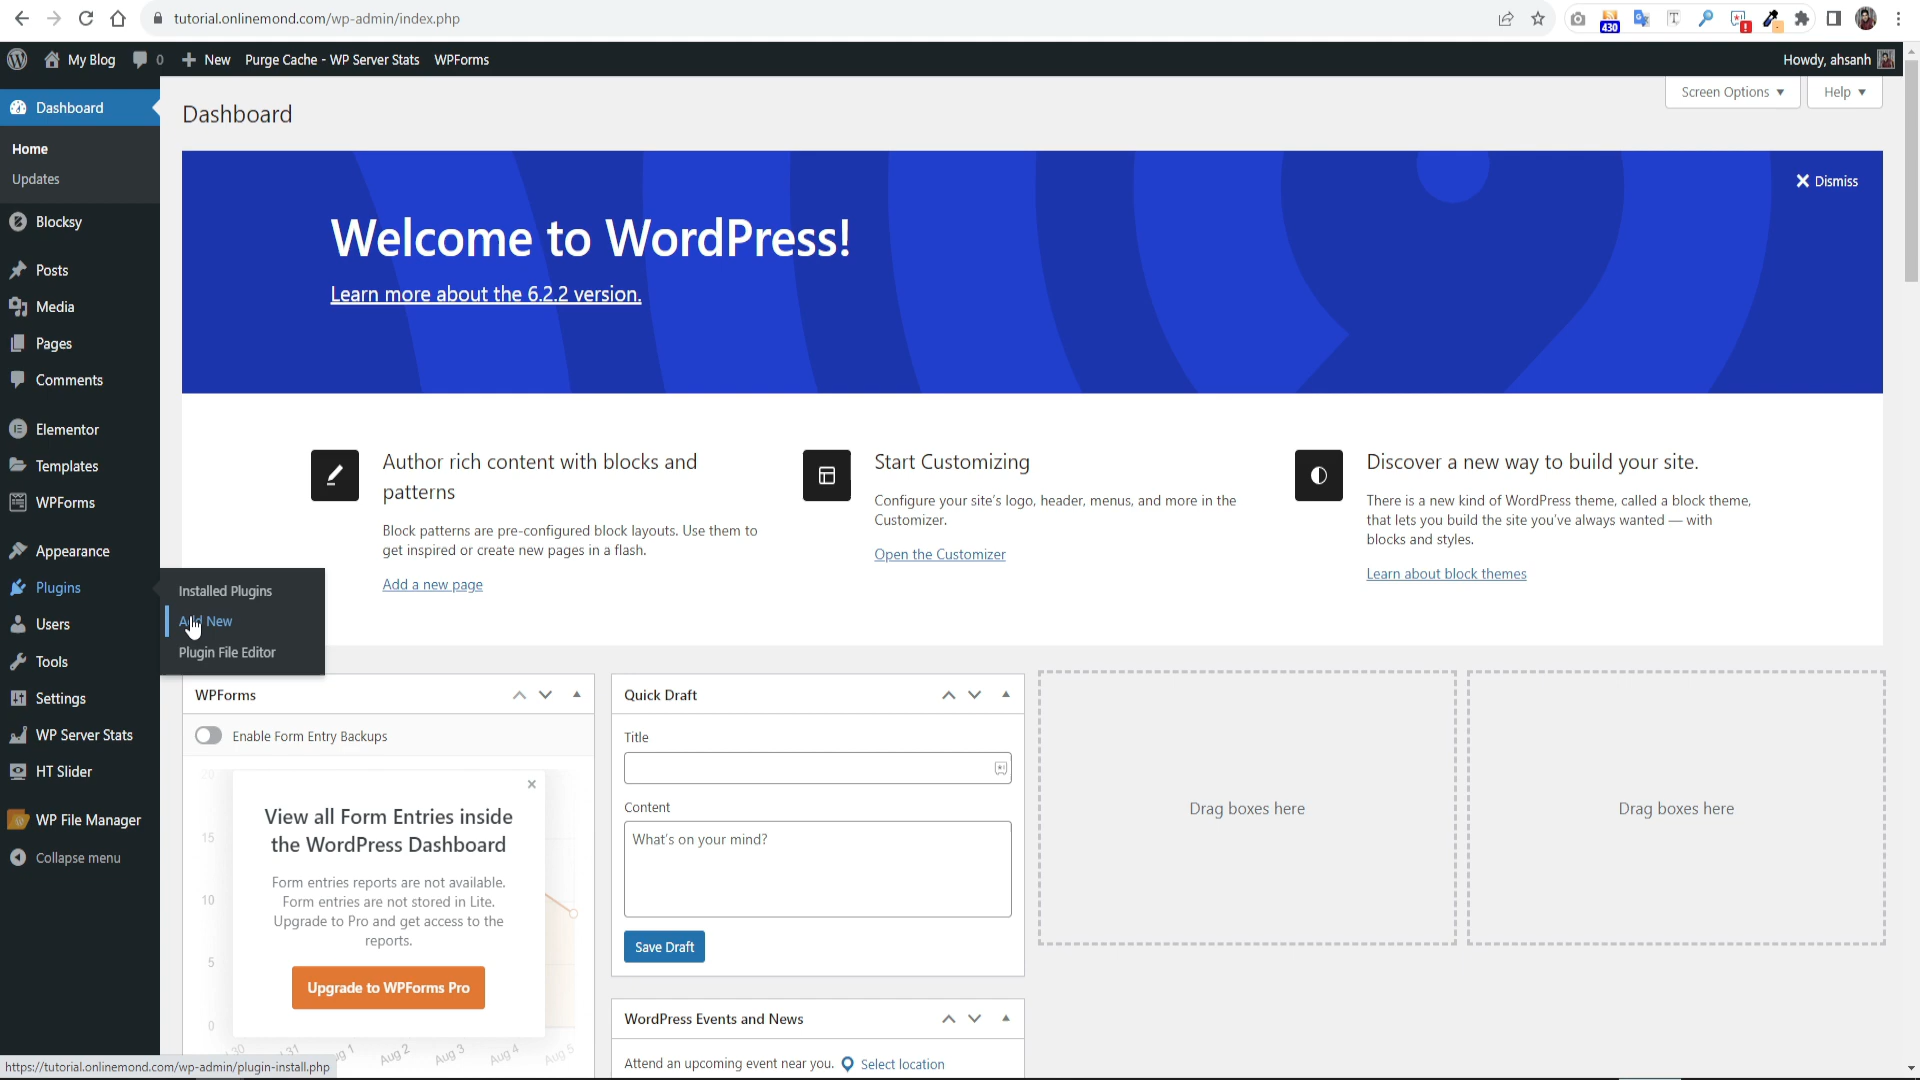 tutorial.onlinemond.com/wp-admin/index.php
430
My Blog
0
New
Purge Cache - WP Server Stats
WPForms
Howdy, ahsanh
Dashboard
Home
Updates
Blocksy
Posts
Media
Pages
Comments
Elementor
Templates
WPForms
Appearance
Plugins
Users
Tools
Settings
WP Server Stats
HT Slider
WP File Manager
Collapse menu
Installed Plugins
Add New
Plugin File Editor
Dashboard
Screen Options
Help
Dismiss
Welcome to WordPress!
Learn more about the 6.2.2 version.
Author rich content with blocks and
patterns
Block patterns are pre-configured block layouts. Use them to
get inspired or create new pages in a flash.
Add a new page
Start Customizing
Configure your site's logo, header, menus, and more in the
Customizer.
Open the Customizer
Discover a new way to build your site.
There is a new kind of WordPress theme, called a block theme,
that lets you build the site you've always wanted — with
blocks and styles.
Learn about block themes
WPForms
Enable Form Entry Backups
20
15
10
5
0
View all Form Entries inside
the WordPress Dashboard
Form entries reports are not available.
Form entries are not stored in Lite.
Upgrade to Pro and get access to the
reports.
Upgrade to WPForms Pro
Aug 2
Aug 3
Aug 4
Aug 5
Quick Draft
Title
Content
What's on your mind?
Save Draft
WordPress Events and News
Attend an upcoming event near you.
Select location
Drag boxes here
Drag boxes here
https://tutorial.onlinemond.com/wp-admin/plugin-install.php